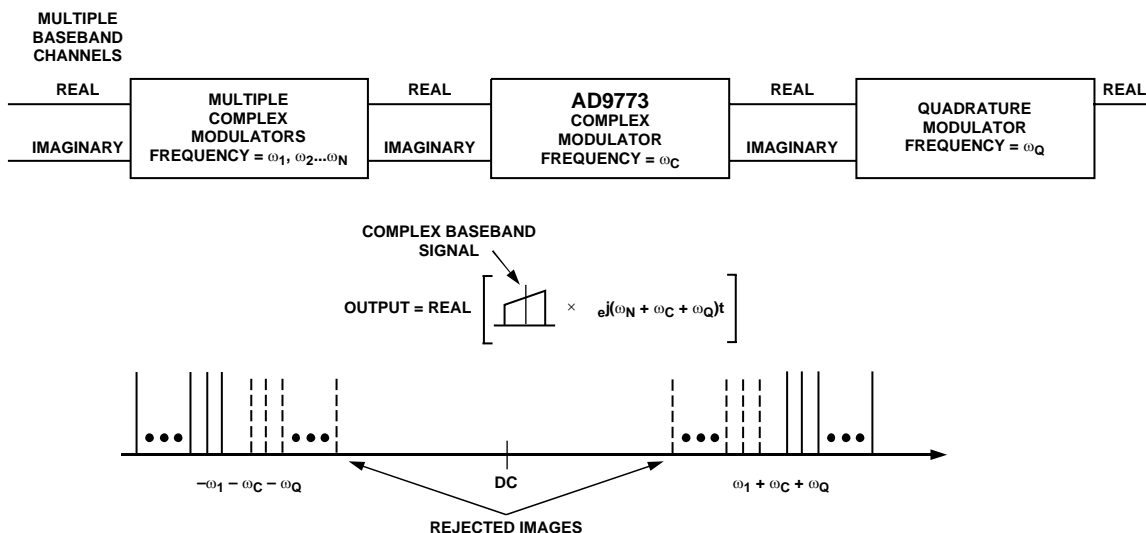 MULTIPLE
BASEBAND
CHANNELS
REAL
IMAGINARY
MULTIPLE
COMPLEX
MODULATORS
FREQUENCY = ω1, ω2...ωN
REAL
IMAGINARY
AD9773
COMPLEX
MODULATOR
FREQUENCY = ωC
REAL
IMAGINARY
QUADRATURE
MODULATOR
FREQUENCY = ωQ
REAL
COMPLEX BASEBAND
SIGNAL
OUTPUT = REAL [ × ej(ωN + ωC + ωQ)t ]
–ω1 – ωC – ωQ
DC
ω1 + ωC + ωQ
REJECTED IMAGES